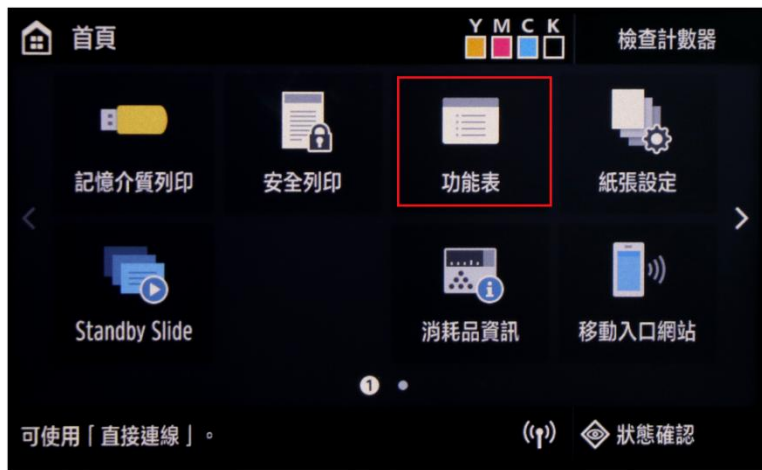 首頁
Y M C K
檢查計數器
記憶介質列印
安全列印
功能表
紙張設定
Standby Slide
消耗品資訊
移動入口網站
1
可使用「直接連線」。
狀態確認